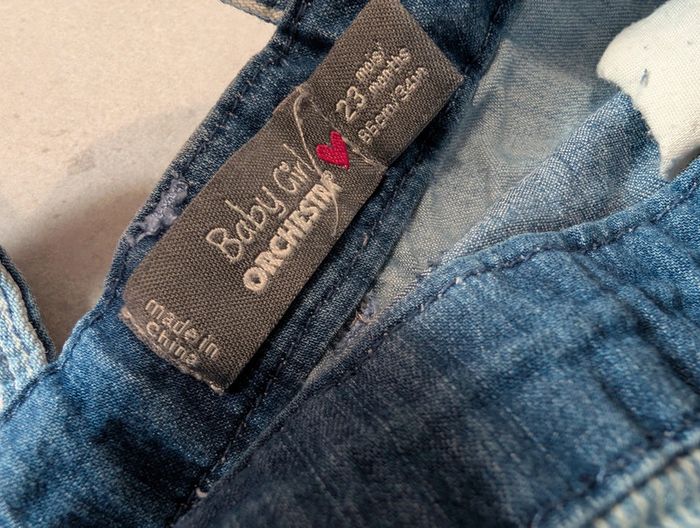 Baby Girl
ORCHESTRA
made in
China
23 mois/
months
86cm/34in